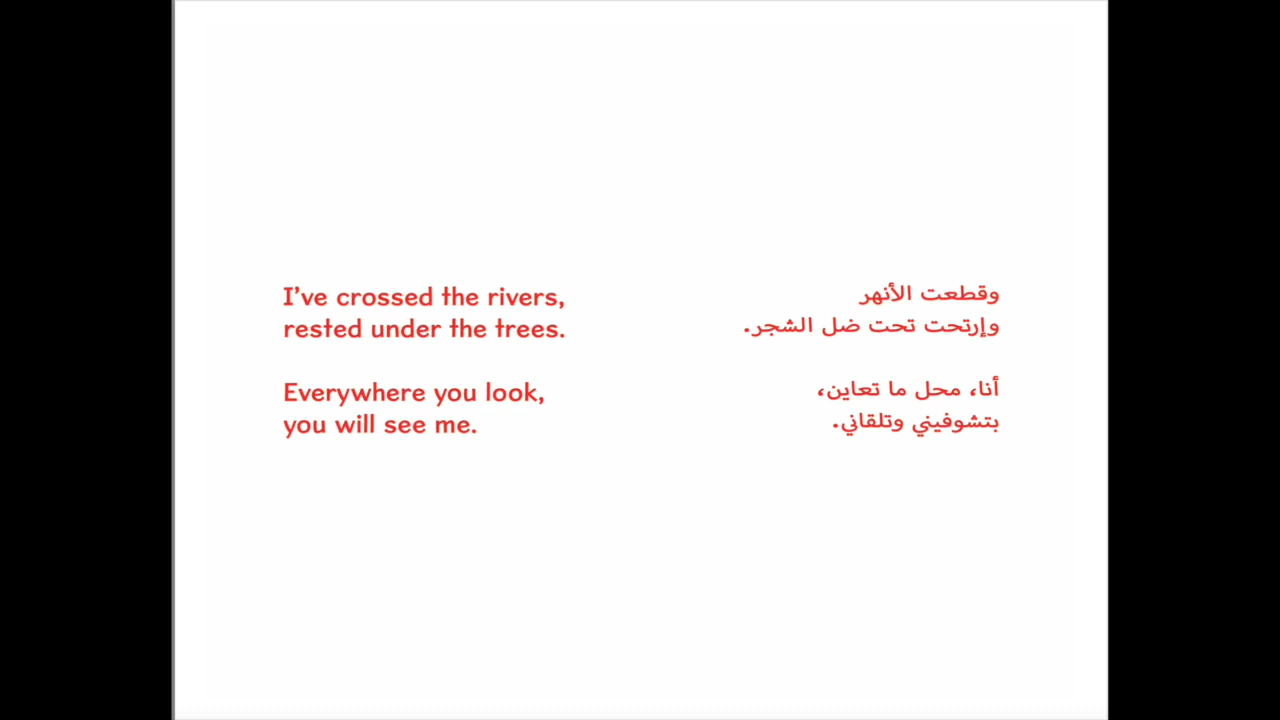 I've crossed the rivers,
rested under the trees.
Everywhere you look,
you will see me.
وقطعت الأنهر
وإرتحت تحت ضل الشجر.
أنا، محل ما تعاين،
بتشوفيني وتلقاني.